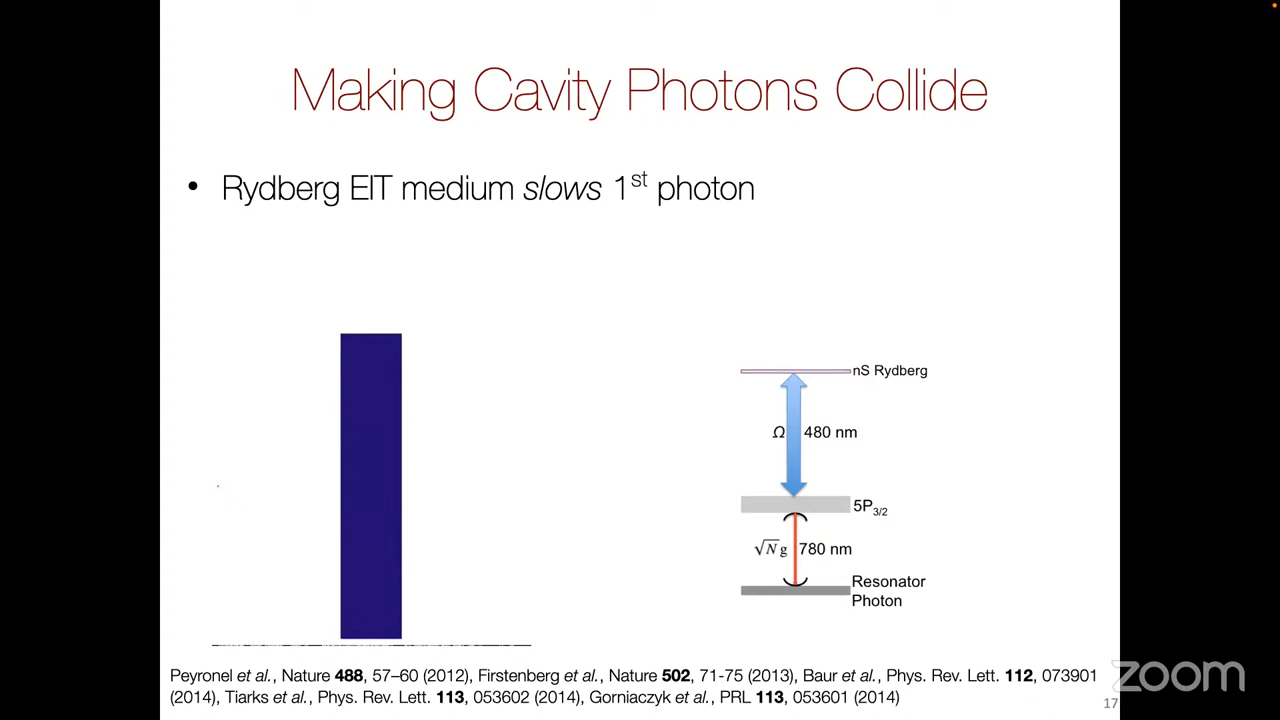 Making Cavity Photons Collide
• Rydberg EIT medium slows 1st photon
nS Rydberg
Ω 480 nm
5P3/2
√N g 780 nm
Resonator
Photon
Peyronel et al., Nature 488, 57–60 (2012), Firstenberg et al., Nature 502, 71-75 (2013), Baur et al., Phys. Rev. Lett. 112, 073901
(2014), Tiarks et al., Phys. Rev. Lett. 113, 053602 (2014), Gorniaczyk et al., PRL 113, 053601 (2014)
17
zoom